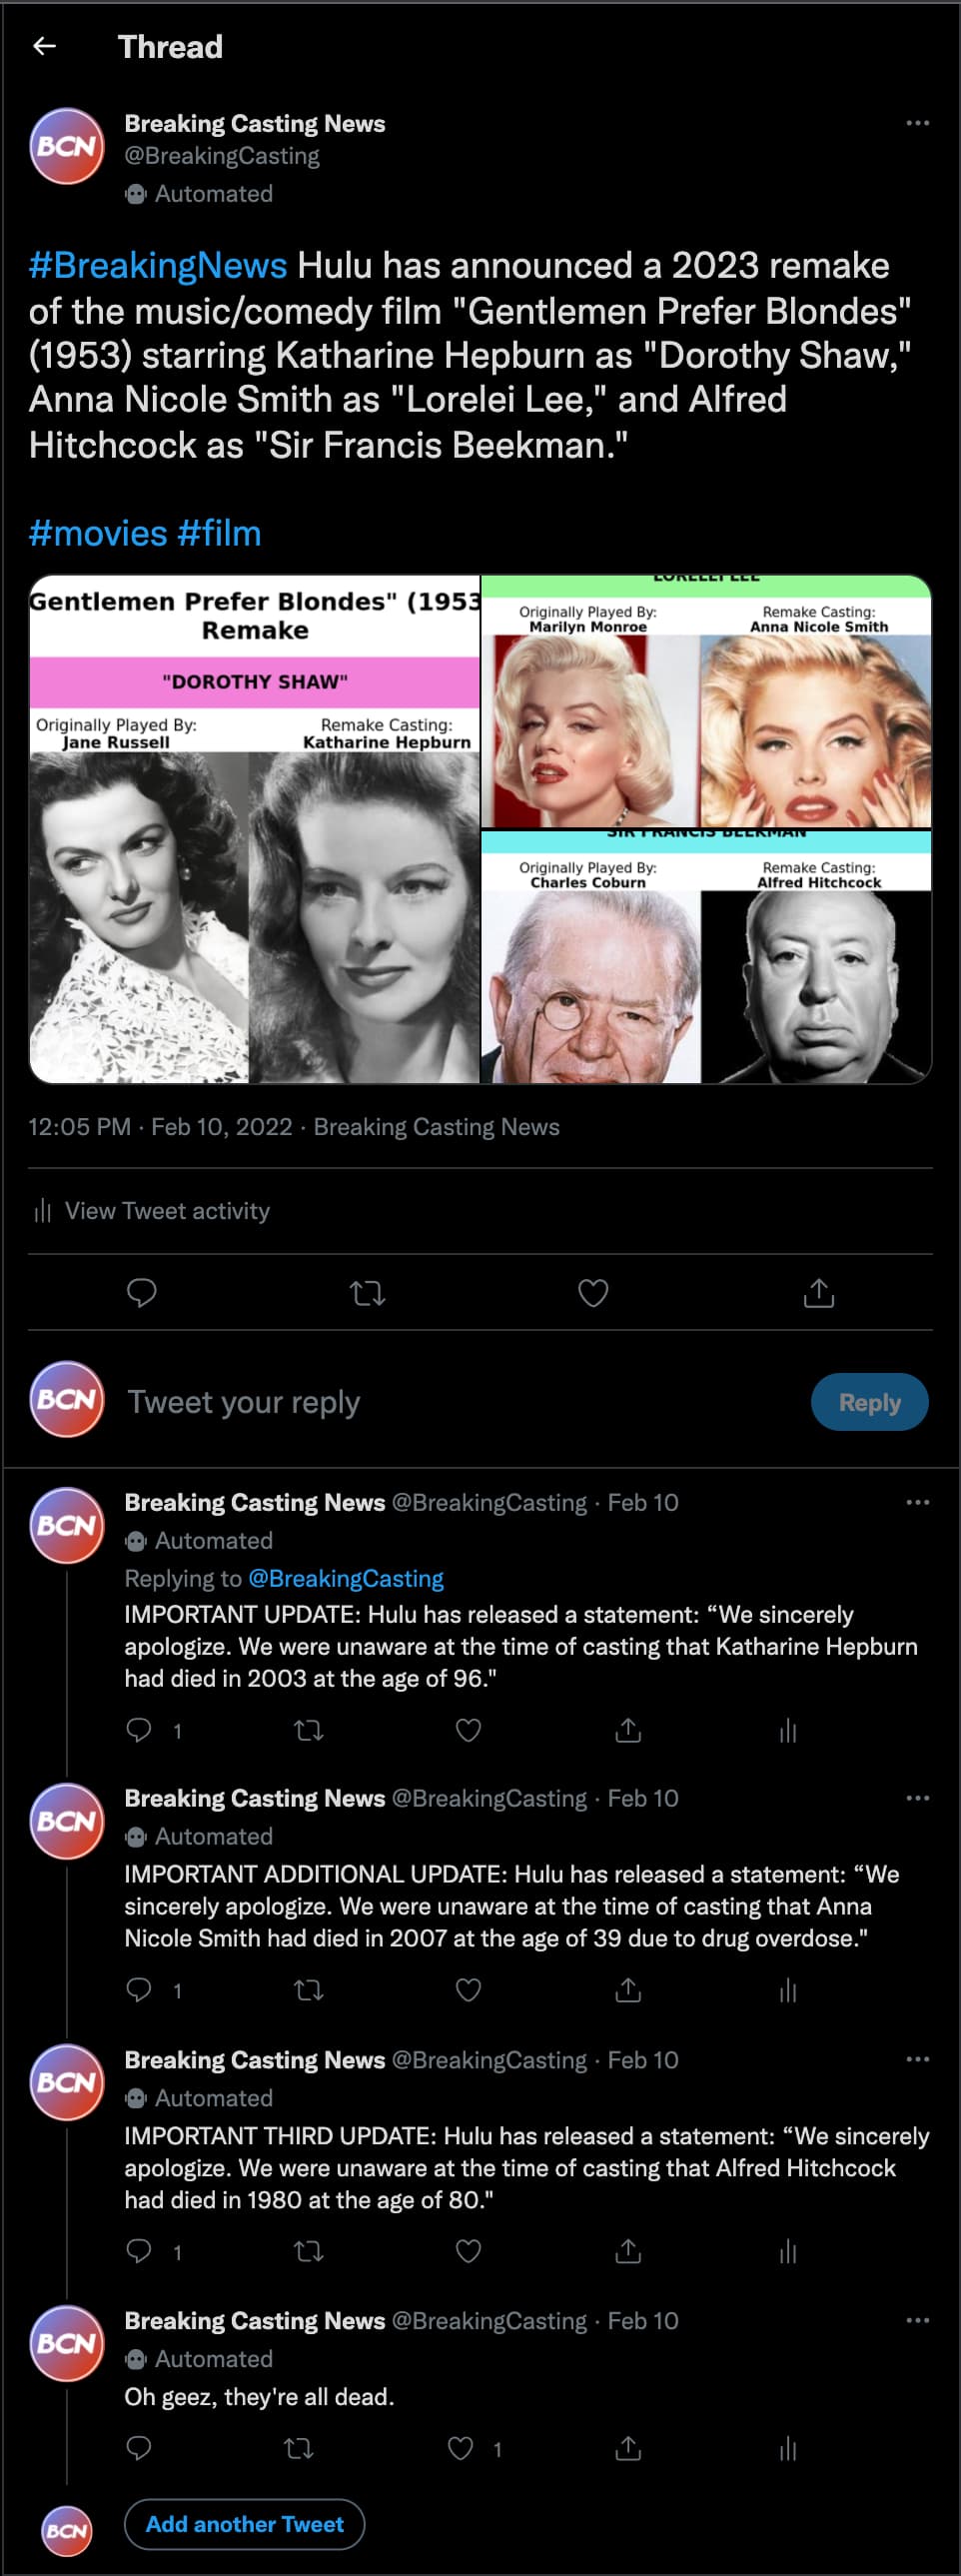 Thread
BCN
Breaking Casting News
@BreakingCasting
Automated
#BreakingNews Hulu has announced a 2023 remake
of the music/comedy film "Gentlemen Prefer Blondes"
(1953) starring Katharine Hepburn as "Dorothy Shaw,"
Anna Nicole Smith as "Lorelei Lee," and Alfred
Hitchcock as "Sir Francis Beekman."
#movies #film
Gentlemen Prefer Blondes" (1953
Remake
"DOROTHY SHAW"
Originally Played By:
Jane Russell
Remake Casting:
Katharine Hepburn
LORELEI LEE
Originally Played By:
Marilyn Monroe
Remake Casting:
Anna Nicole Smith
SIR FRANCIS BEEKMAN
Originally Played By:
Charles Coburn
Remake Casting:
Alfred Hitchcock
12:05 PM · Feb 10, 2022 · Breaking Casting News
View Tweet activity
BCN
Tweet your reply
Reply
BCN
Breaking Casting News @BreakingCasting · Feb 10
Automated
Replying to @BreakingCasting
IMPORTANT UPDATE: Hulu has released a statement: “We sincerely
apologize. We were unaware at the time of casting that Katharine Hepburn
had died in 2003 at the age of 96."
1
BCN
Breaking Casting News @BreakingCasting · Feb 10
Automated
IMPORTANT ADDITIONAL UPDATE: Hulu has released a statement: “We
sincerely apologize. We were unaware at the time of casting that Anna
Nicole Smith had died in 2007 at the age of 39 due to drug overdose."
1
BCN
Breaking Casting News @BreakingCasting · Feb 10
Automated
IMPORTANT THIRD UPDATE: Hulu has released a statement: “We sincerely
apologize. We were unaware at the time of casting that Alfred Hitchcock
had died in 1980 at the age of 80."
1
BCN
Breaking Casting News @BreakingCasting · Feb 10
Automated
Oh geez, they're all dead.
1
BCN
Add another Tweet